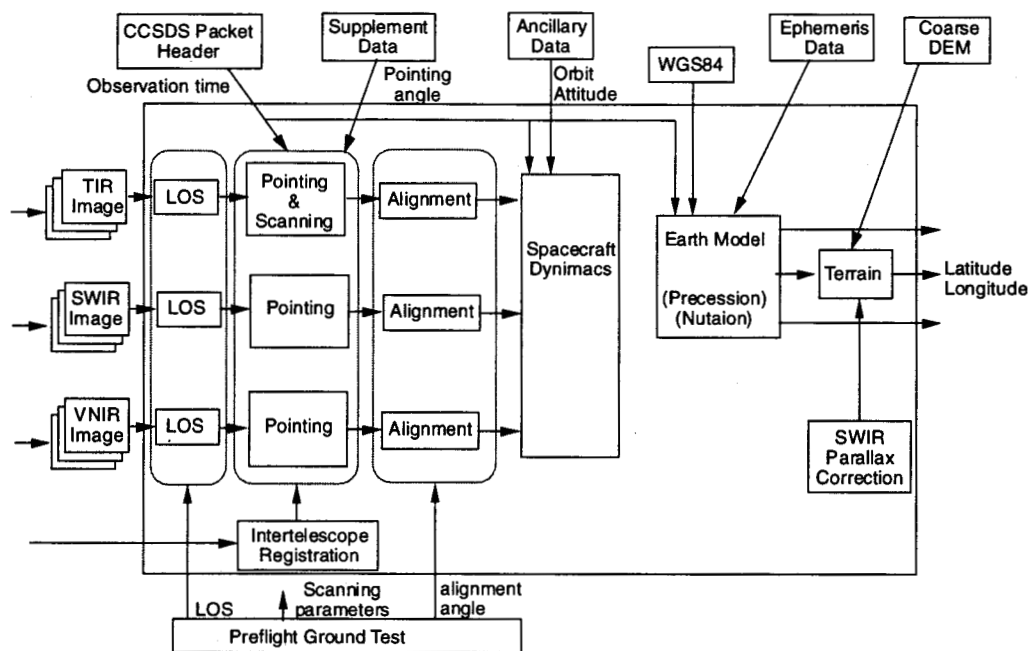 CCSDS Packet
Header
Supplement
Data
Ancillary
Data
WGS84
Ephemeris
Data
Coarse
DEM
Observation time
Pointing
angle
Orbit
Attitude
TIR
Image
LOS
Pointing
&
Scanning
Alignment
Spacecraft
Dynimacs
Earth Model
(Precession)
(Nutaion)
Terrain
Latitude
Longitude
SWIR
Image
LOS
Pointing
Alignment
VNIR
Image
LOS
Pointing
Alignment
SWIR
Parallax
Correction
Intertelescope
Registration
LOS
Scanning
parameters
alignment
angle
Preflight Ground Test